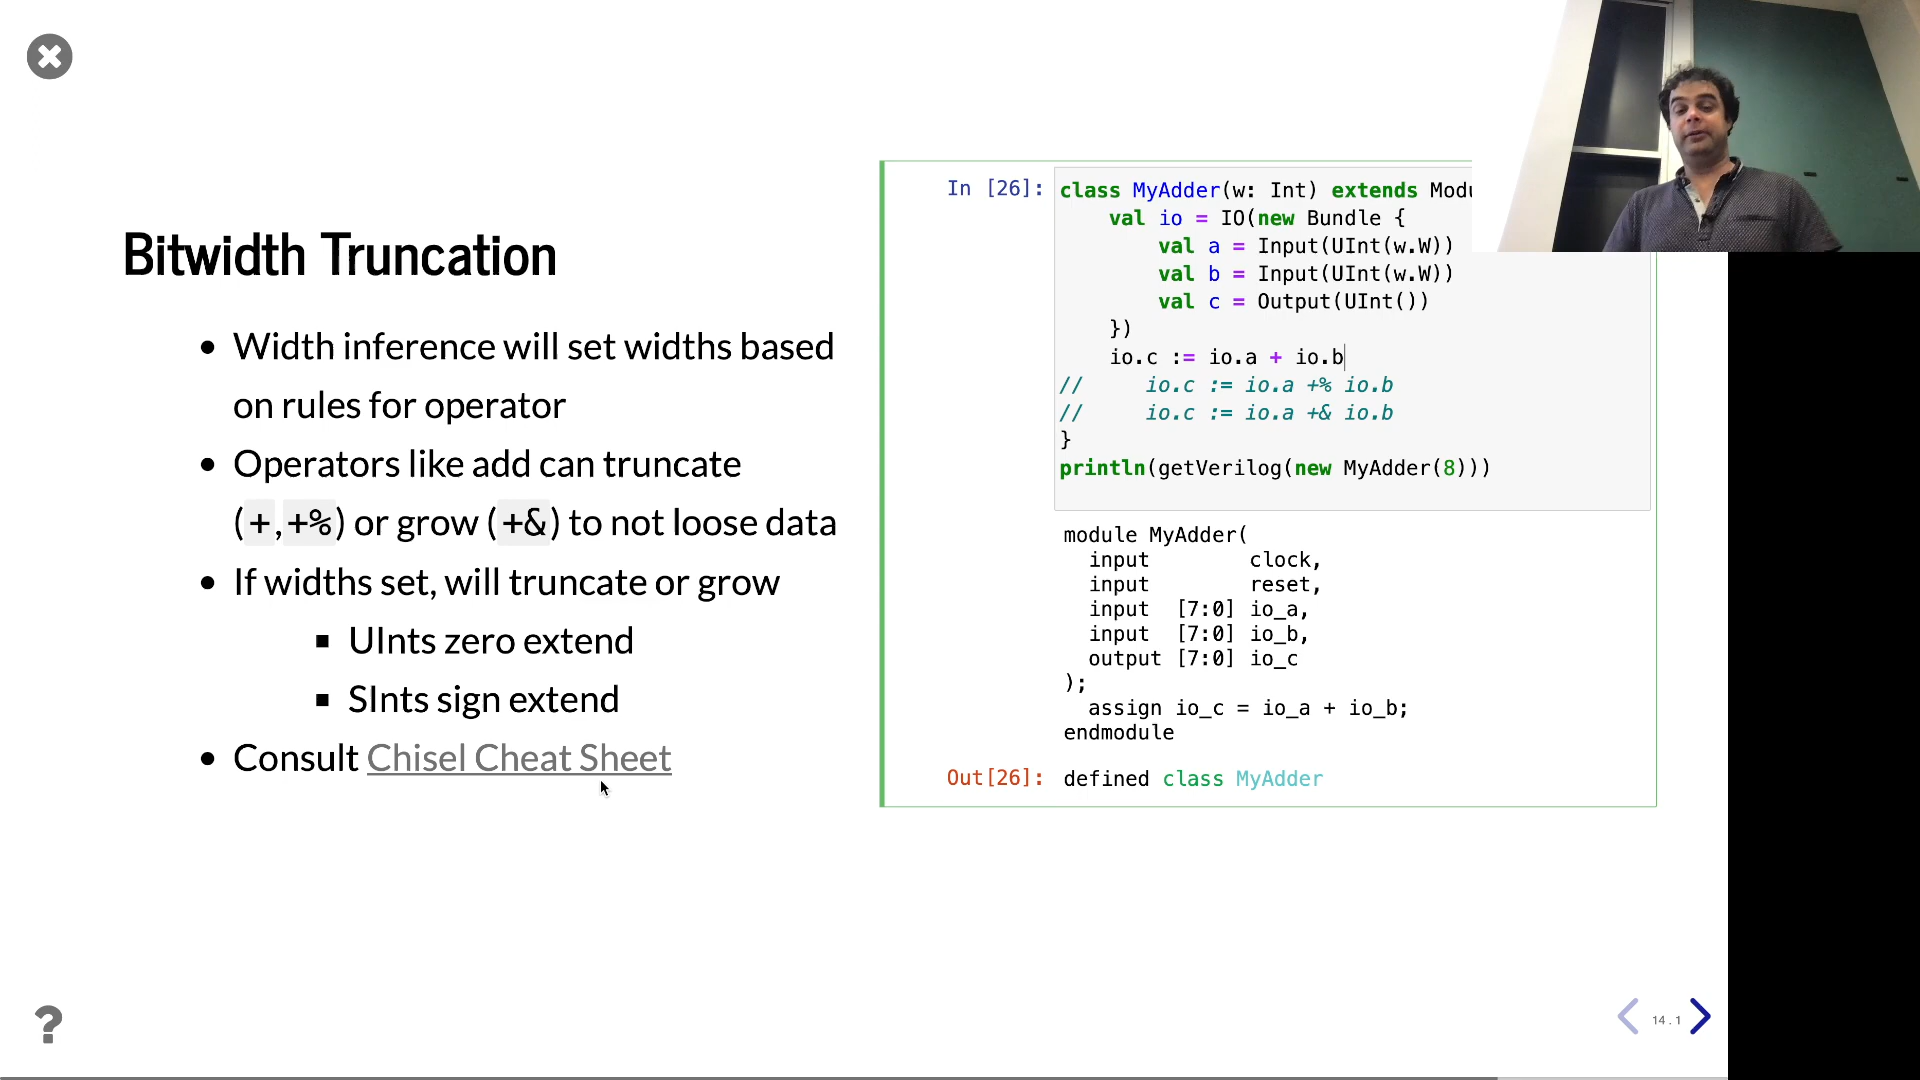 Bitwidth Truncation
• Width inference will set widths based
on rules for operator
• Operators like add can truncate
(+,+%) or grow (+&) to not loose data
• If widths set, will truncate or grow
▪ UInts zero extend
▪ SInts sign extend
• Consult Chisel Cheat Sheet
In [26]: class MyAdder(w: Int) extends Modu
val io = IO(new Bundle {
val a = Input(UInt(w.W))
val b = Input(UInt(w.W))
val c = Output(UInt())
})
io.c := io.a + io.b
// io.c := io.a +% io.b
// io.c := io.a +& io.b
}
println(getVerilog(new MyAdder(8)))
module MyAdder(
input clock,
input reset,
input [7:0] io_a,
input [7:0] io_b,
output [7:0] io_c
);
assign io_c = io_a + io_b;
endmodule
Out[26]: defined class MyAdder
?
14.1